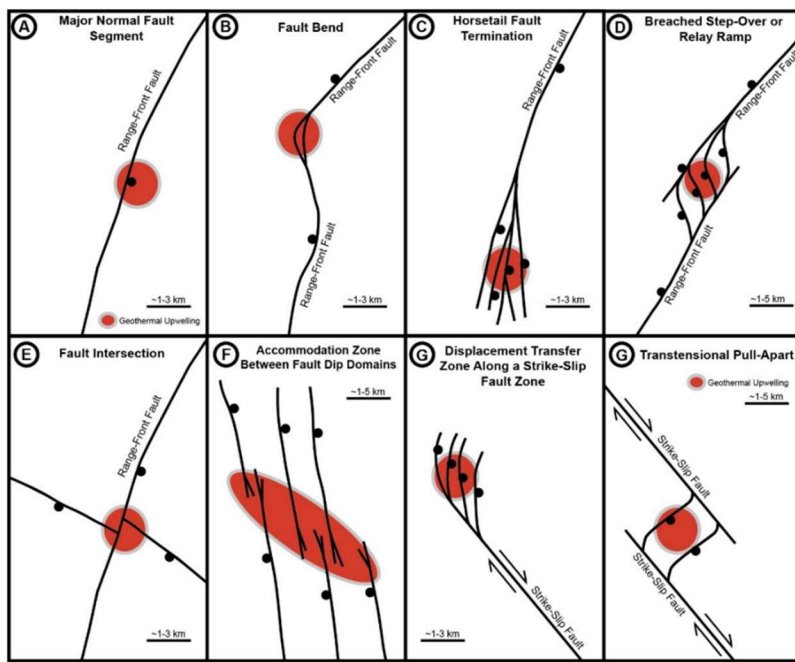 A
Major Normal Fault
Segment
Range-Front Fault
~1-3 km
Geothermal Upwelling
B
Fault Bend
Range-Front Fault
Range-Front Fault
~1-3 km
C
Horsetail Fault
Termination
Range-Front Fault
~1-3 km
D
Breached Step-Over or
Relay Ramp
Range-Front Fault
Range-Front Fault
~1-5 km
E
Fault Intersection
Range-Front Fault
~1-3 km
F
Accommodation Zone
Between Fault Dip Domains
~1-5 km
G
Displacement Transfer
Zone Along a Strike-Slip
Fault Zone
Strike-Slip Fault
~1-3 km
G
Transtensional Pull-Apart
Geothermal Upwelling
~1-5 km
Strike-Slip Fault
Strike-Slip Fault